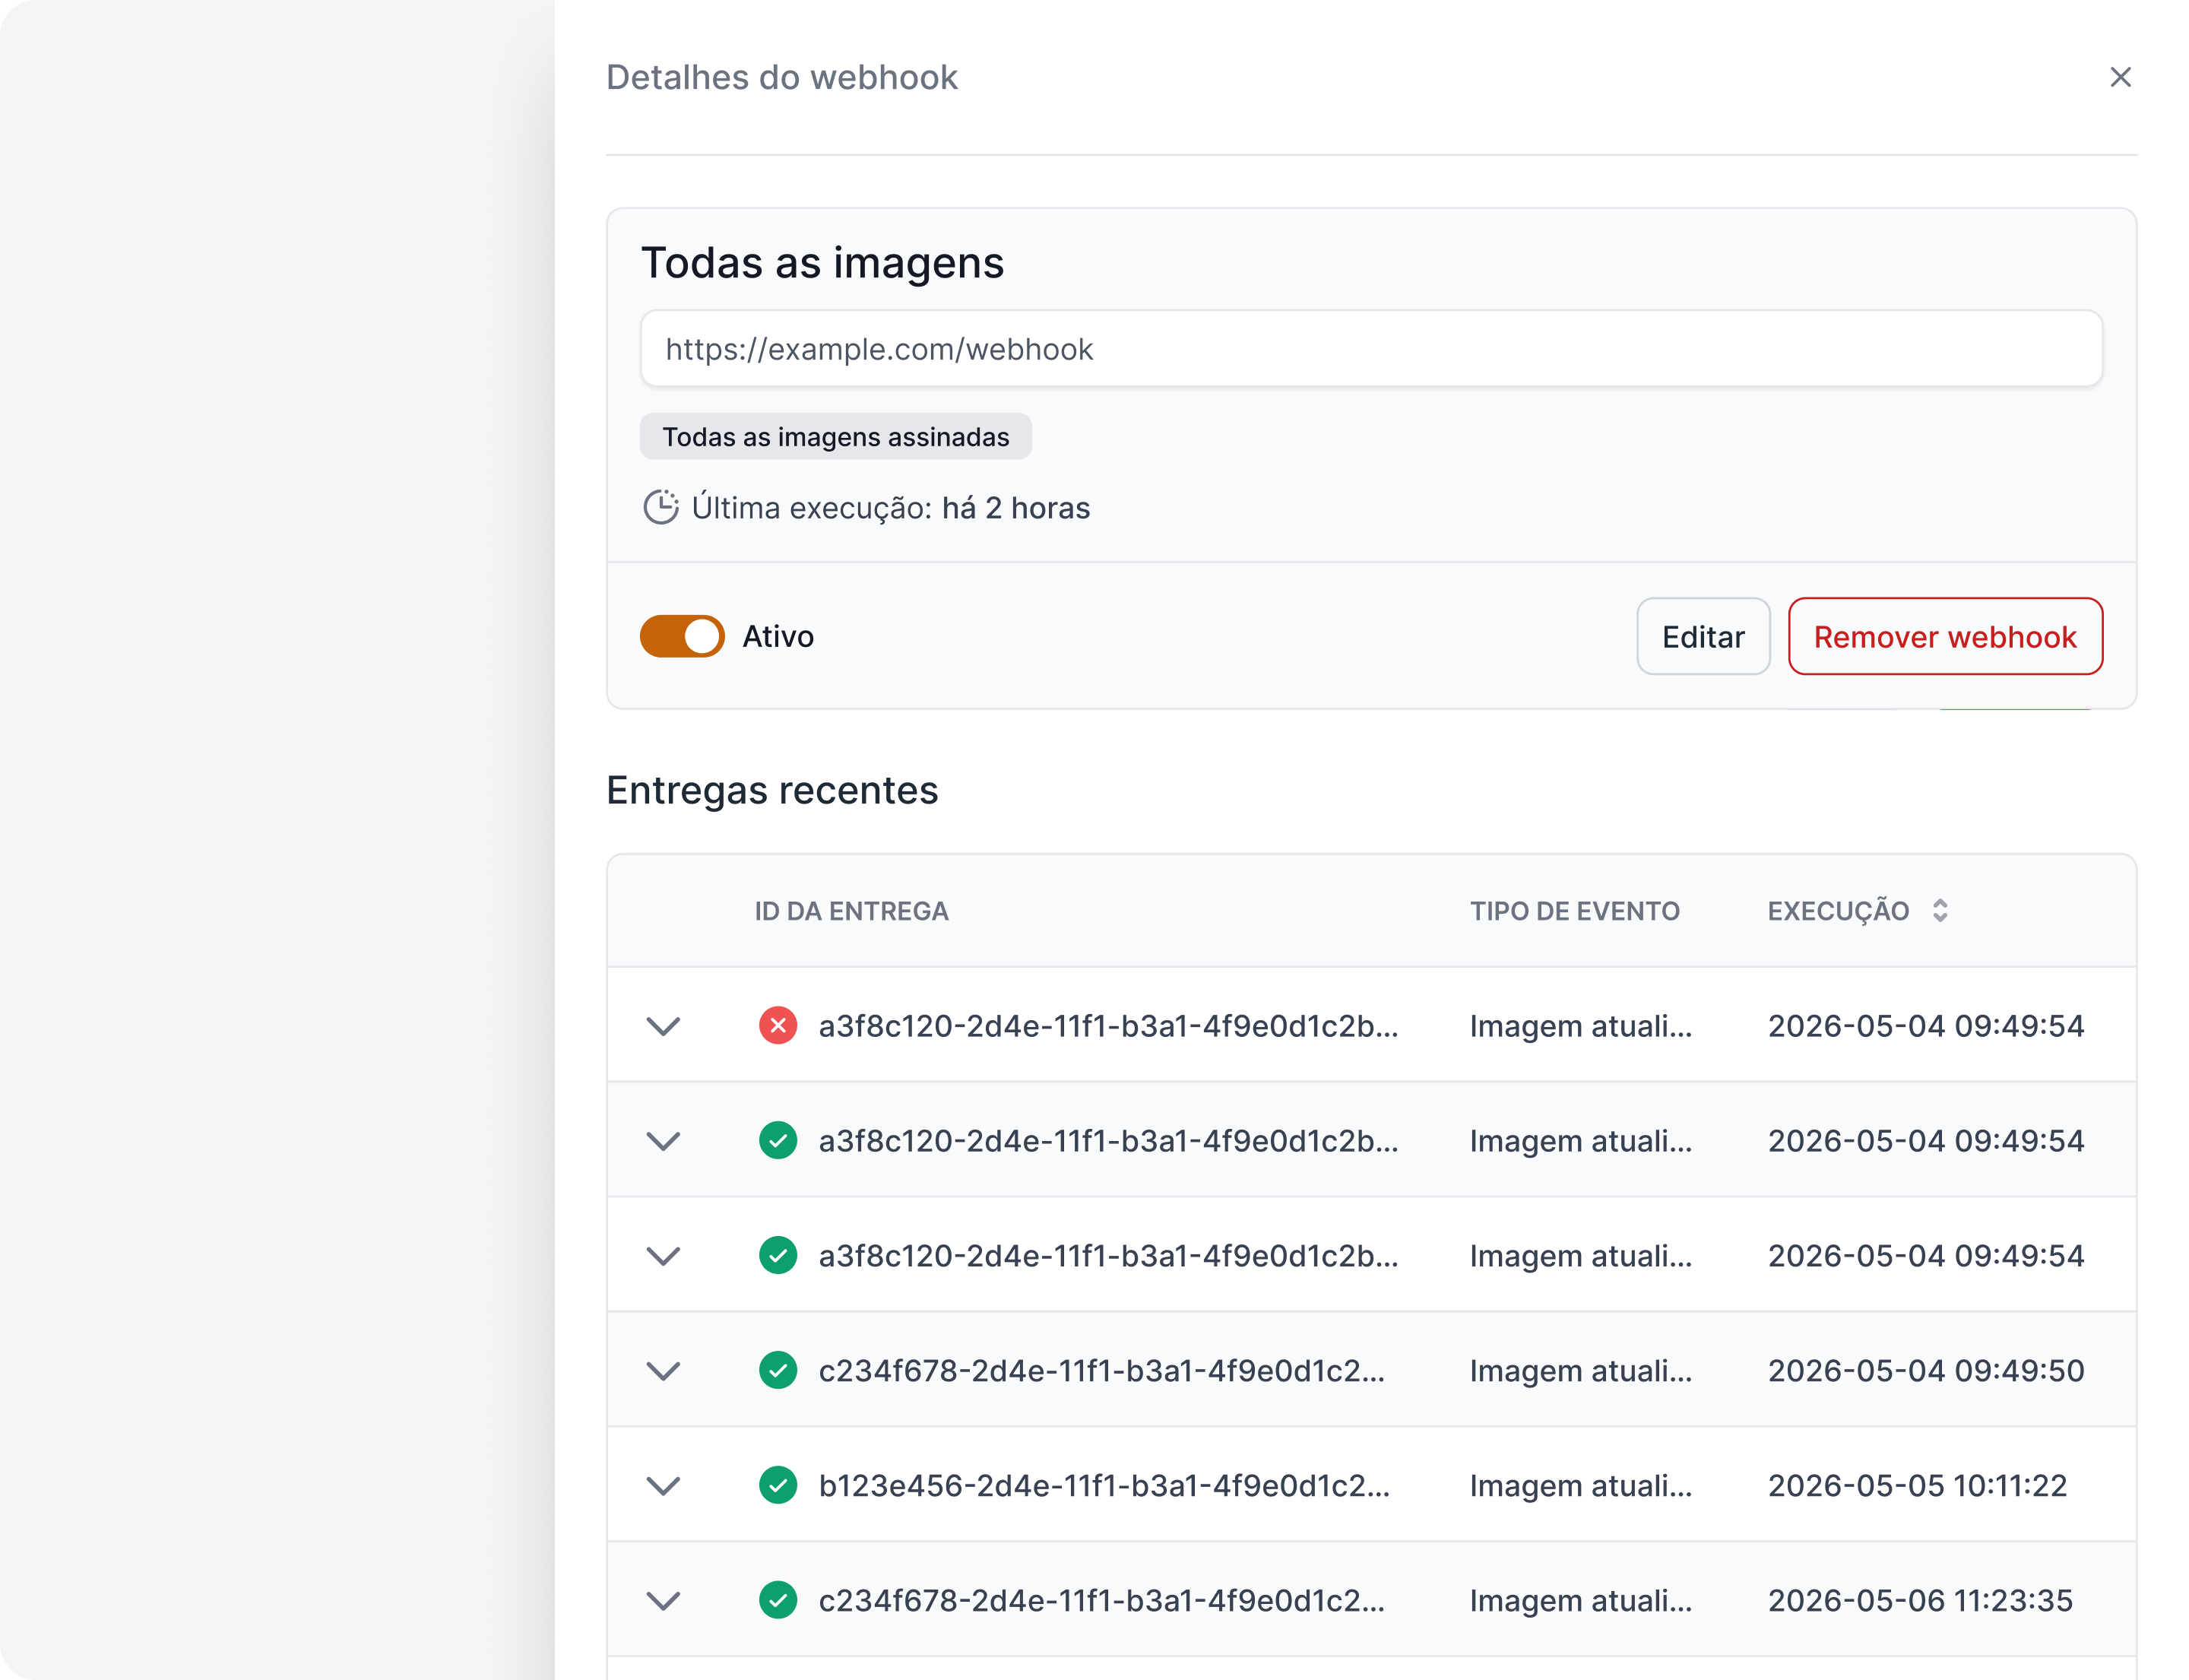 Detalhes do webhook
Todas as imagens
https://example.com/webhook
Todas as imagens assinadas
Última execução: há 2 horas
Ativo
Editar
Remover webhook
Entregas recentes
ID DA ENTREGA TIPO DE EVENTO EXECUÇÃO
a3f8c120-2d4e-11f1-b3a1-4f9e0d1c2b... Imagem atuali... 2026-05-04 09:49:54
a3f8c120-2d4e-11f1-b3a1-4f9e0d1c2b... Imagem atuali... 2026-05-04 09:49:54
a3f8c120-2d4e-11f1-b3a1-4f9e0d1c2b... Imagem atuali... 2026-05-04 09:49:54
c234f678-2d4e-11f1-b3a1-4f9e0d1c2... Imagem atuali... 2026-05-04 09:49:50
b123e456-2d4e-11f1-b3a1-4f9e0d1c2... Imagem atuali... 2026-05-05 10:11:22
c234f678-2d4e-11f1-b3a1-4f9e0d1c2... Imagem atuali... 2026-05-06 11:23:35